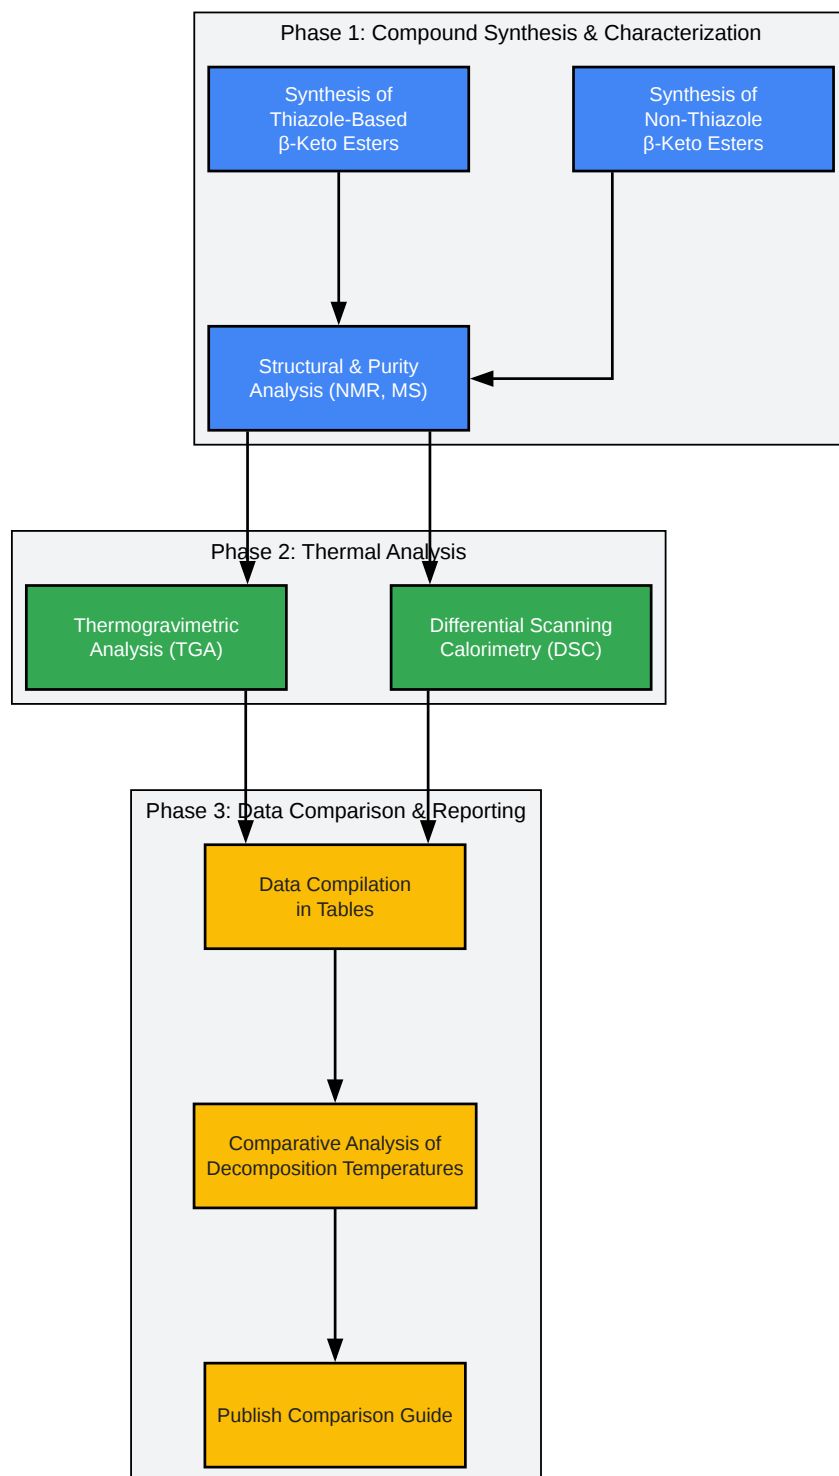 Phase 1: Compound Synthesis & Characterization
Synthesis of
Thiazole-Based
β-Keto Esters
Synthesis of
Non-Thiazole
β-Keto Esters
Structural & Purity
Analysis (NMR, MS)
Phase 2: Thermal Analysis
Thermogravimetric
Analysis (TGA)
Differential Scanning
Calorimetry (DSC)
Phase 3: Data Comparison & Reporting
Data Compilation
in Tables
Comparative Analysis of
Decomposition Temperatures
Publish Comparison Guide